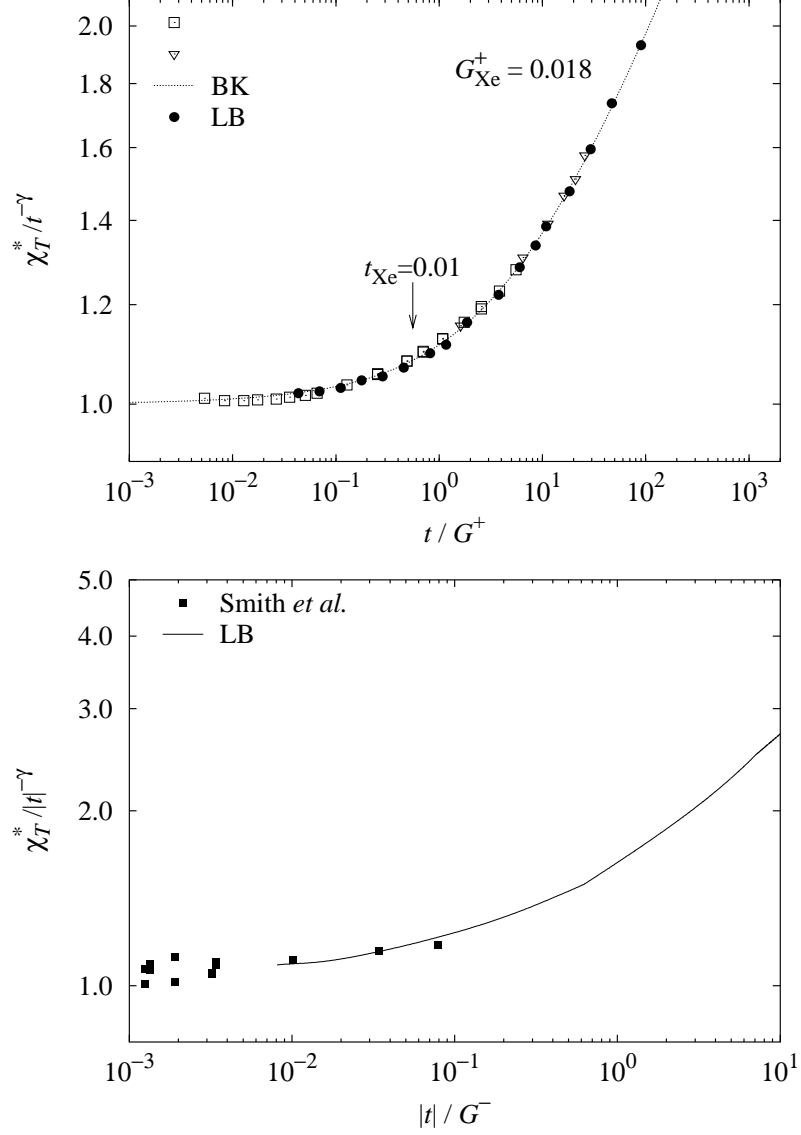 2.0
1.8
1.6
1.4
1.2
1.0
BK
LB
G⁺Xe = 0.018
tXe=0.01
χ*T/t⁻γ
10⁻³ 10⁻² 10⁻¹ 10⁰ 10¹ 10² 10³
t / G⁺
5.0
3.0
2.0
1.0
Smith et al.
LB
χ*T/|t|⁻γ
10⁻³ 10⁻² 10⁻¹ 10⁰ 10¹
|t| / G⁻